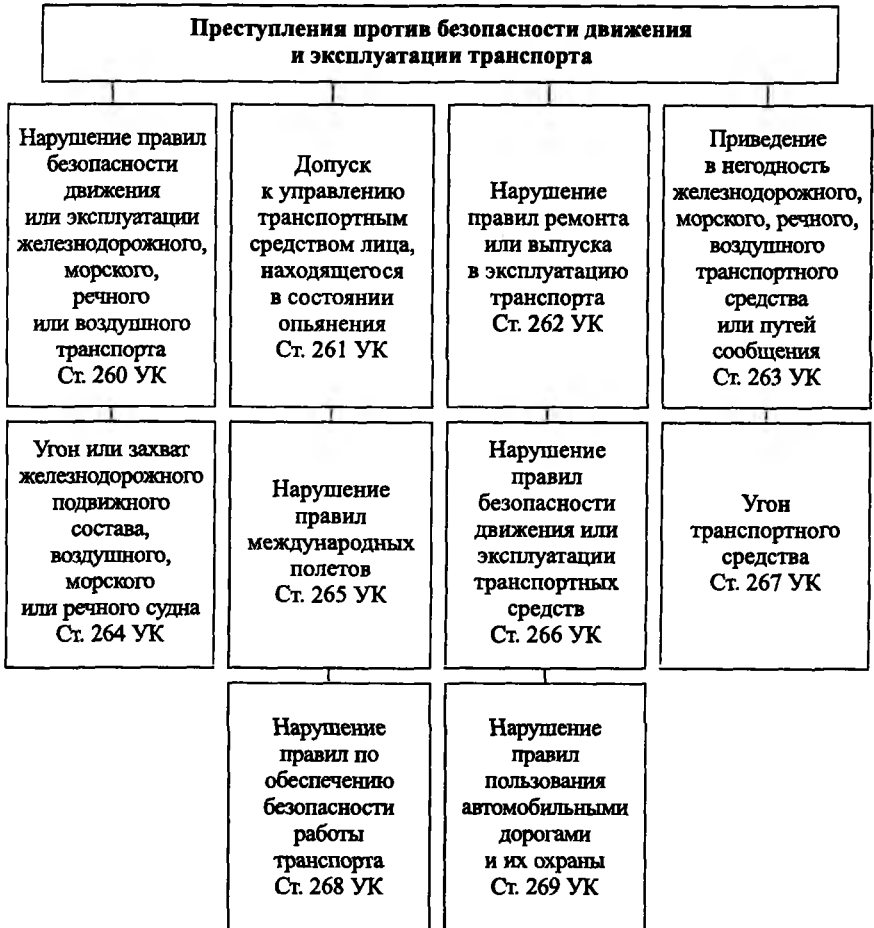 Преступления против безопасности движения
и эксплуатации транспорта
Нарушение правил
безопасности
движения
или эксплуатации
железнодорожного,
морского,
речного
или воздушного
транспорта
Ст. 260 УК
Допуск
к управлению
транспортным
средством лица,
находящегося
в состоянии
опьянения
Ст. 261 УК
Нарушение
правил ремонта
или выпуска
в эксплуатацию
транспорта
Ст. 262 УК
Приведение
в негодность
железнодорожного,
морского, речного,
воздушного
транспортного
средства
или путей
сообщения
Ст. 263 УК
Угон или захват
железнодорожного
подвижного
состава,
воздушного,
морского
или речного судна
Ст. 264 УК
Нарушение
правил
международных
полетов
Ст. 265 УК
Нарушение
правил
безопасности
движения или
эксплуатации
транспортных
средств
Ст. 266 УК
Угон
транспортного
средства
Ст. 267 УК
Нарушение
правил по
обеспечению
безопасности
работы
транспорта
Ст. 268 УК
Нарушение
правил
пользования
автомобильными
дорогами
и их охраны
Ст. 269 УК